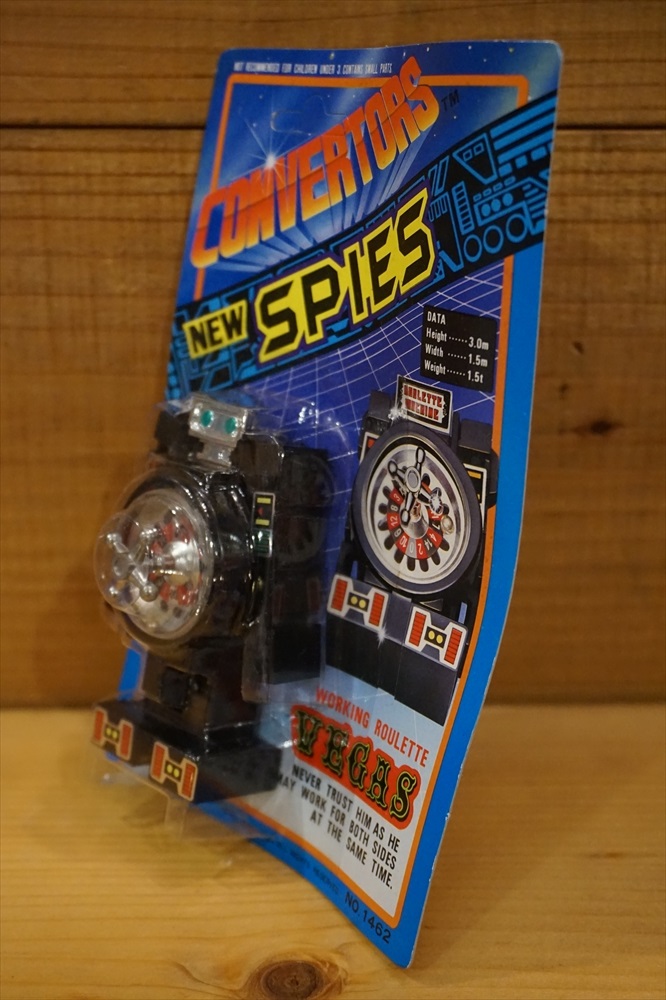 NOT RECOMMENDED FOR CHILDREN UNDER 3 CONTAINS SMALL PARTS
CONVERTORS™
NEW SPIES
DATA
Height ...... 3.0m
Width ...... 1.5m
Weight ...... 1.5t
ROULETTE
MACHINE
WORKING ROULETTE
VEGAS
NEVER TRUST HIM AS HE
MAY WORK FOR BOTH SIDES
AT THE SAME TIME.
NO. 1462